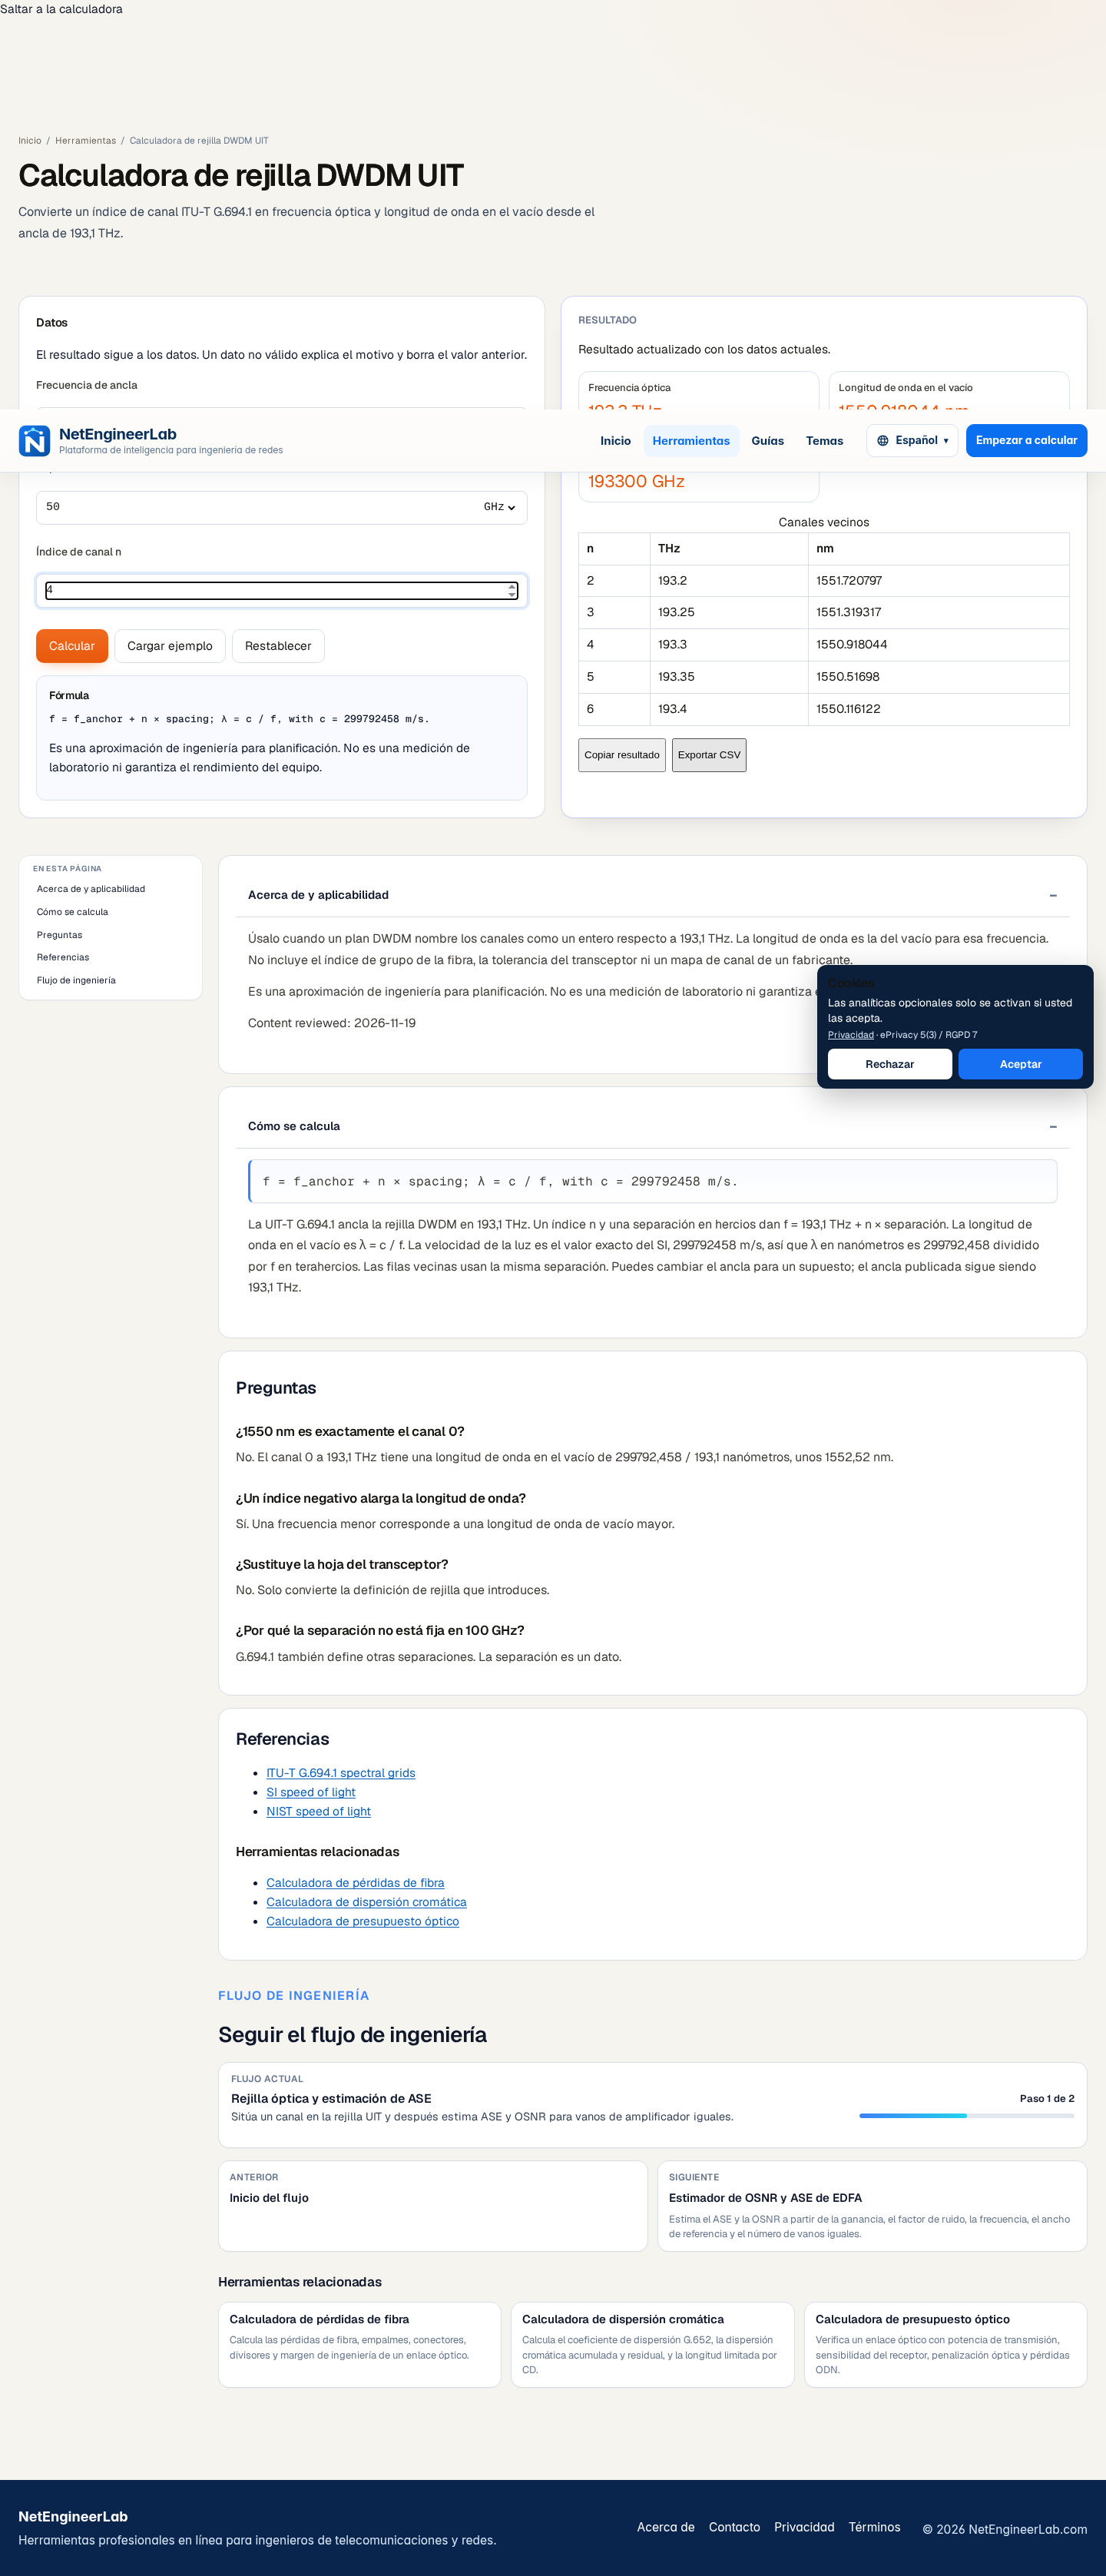 Saltar a la calculadora
Inicio / Herramientas / Calculadora de rejilla DWDM UIT
Calculadora de rejilla DWDM UIT
Convierte un índice de canal ITU-T G.694.1 en frecuencia óptica y longitud de onda en el vacío desde el
ancla de 193,1 THz.
Datos
El resultado sigue a los datos. Un dato no válido explica el motivo y borra el valor anterior.
Frecuencia de ancla
RESULTADO
Resultado actualizado con los datos actuales.
Frecuencia óptica
193.3 THz
Longitud de onda en el vacío
1550.918044 nm
NetEngineerLab
Plataforma de inteligencia para ingeniería de redes
Inicio
Herramientas
Guías
Temas
Español
Empezar a calcular
193300 GHz
50 GHz
Índice de canal n
4
Calcular
Cargar ejemplo
Restablecer
Fórmula
f = f_anchor + n × spacing; λ = c / f, with c = 299792458 m/s.
Es una aproximación de ingeniería para planificación. No es una medición de
laboratorio ni garantiza el rendimiento del equipo.
Canales vecinos
n THz nm
2 193.2 1551.720797
3 193.25 1551.319317
4 193.3 1550.918044
5 193.35 1550.51698
6 193.4 1550.116122
Copiar resultado
Exportar CSV
EN ESTA PÁGINA
Acerca de y aplicabilidad
Cómo se calcula
Preguntas
Referencias
Flujo de ingeniería
Acerca de y aplicabilidad
Úsalo cuando un plan DWDM nombre los canales como un entero respecto a 193,1 THz. La longitud de onda es la del vacío para esa frecuencia.
No incluye el índice de grupo de la fibra, la tolerancia del transceptor ni un mapa de canal de un fabricante.
Es una aproximación de ingeniería para planificación. No es una medición de laboratorio ni garantiza
Content reviewed: 2026-11-19
Cookies
Las analíticas opcionales solo se activan si usted
las acepta.
Privacidad · ePrivacy 5(3) / RGPD 7
Rechazar
Aceptar
Cómo se calcula
f = f_anchor + n × spacing; λ = c / f, with c = 299792458 m/s.
La UIT-T G.694.1 ancla la rejilla DWDM en 193,1 THz. Un índice n y una separación en hercios dan f = 193,1 THz + n × separación. La longitud de
onda en el vacío es λ = c / f. La velocidad de la luz es el valor exacto del SI, 299792458 m/s, así que λ en nanómetros es 299792,458 dividido
por f en terahercios. Las filas vecinas usan la misma separación. Puedes cambiar el ancla para un supuesto; el ancla publicada sigue siendo
193,1 THz.
Preguntas
¿1550 nm es exactamente el canal 0?
No. El canal 0 a 193,1 THz tiene una longitud de onda en el vacío de 299792,458 / 193,1 nanómetros, unos 1552,52 nm.
¿Un índice negativo alarga la longitud de onda?
Sí. Una frecuencia menor corresponde a una longitud de onda de vacío mayor.
¿Sustituye la hoja del transceptor?
No. Solo convierte la definición de rejilla que introduces.
¿Por qué la separación no está fija en 100 GHz?
G.694.1 también define otras separaciones. La separación es un dato.
Referencias
ITU-T G.694.1 spectral grids
SI speed of light
NIST speed of light
Herramientas relacionadas
Calculadora de pérdidas de fibra
Calculadora de dispersión cromática
Calculadora de presupuesto óptico
FLUJO DE INGENIERÍA
Seguir el flujo de ingeniería
FLUJO ACTUAL
Rejilla óptica y estimación de ASE
Sitúa un canal en la rejilla UIT y después estima ASE y OSNR para vanos de amplificador iguales.
Paso 1 de 2
ANTERIOR
Inicio del flujo
SIGUIENTE
Estimador de OSNR y ASE de EDFA
Estima el ASE y la OSNR a partir de la ganancia, el factor de ruido, la frecuencia, el ancho
de referencia y el número de vanos iguales.
Herramientas relacionadas
Calculadora de pérdidas de fibra
Calcula las pérdidas de fibra, empalmes, conectores,
divisores y margen de ingeniería de un enlace óptico.
Calculadora de dispersión cromática
Calcula el coeficiente de dispersión G.652, la dispersión
cromática acumulada y residual, y la longitud limitada por
CD.
Calculadora de presupuesto óptico
Verifica un enlace óptico con potencia de transmisión,
sensibilidad del receptor, penalización óptica y pérdidas
ODN.
NetEngineerLab
Herramientas profesionales en línea para ingenieros de telecomunicaciones y redes.
Acerca de
Contacto
Privacidad
Términos
© 2026 NetEngineerLab.com